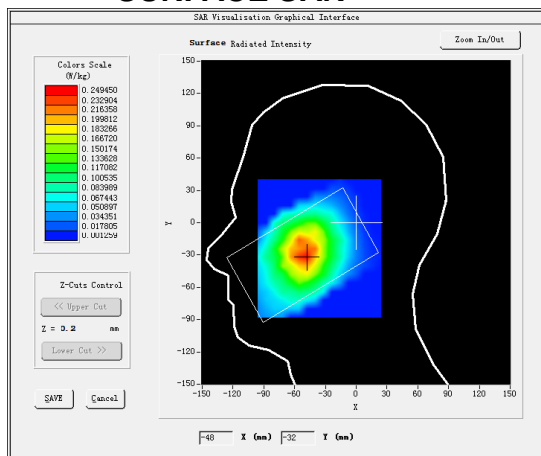 SURFACE SAR
SAR Visualisation Graphical Interface
Surface Radiated Intensity
Zoom In/Out
Colors Scale
(W/kg)
0.249450
0.232904
0.216358
0.199812
0.183266
0.166720
0.150174
0.133628
0.117082
0.100535
0.083989
0.067443
0.050897
0.034351
0.017805
0.001259
Z-Cuts Control
<< Upper Cut
Z = 0.2 mm
Lower Cut >>
SAVE
Cancel
150
120
90
60
30
0
-30
-60
-90
-120
-150
Y
-150 -120 -90 -60 -30 0 30 60 90 120 150
X
-48 X (mm) -32 Y (mm)